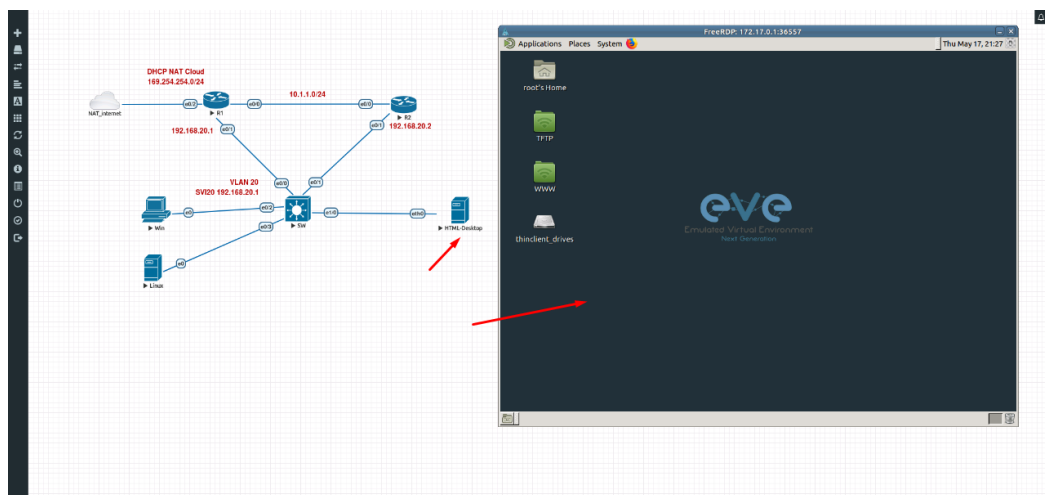 DHCP NAT Cloud
169.254.254.0/24
NAT_internet
e0/2
R1
e0/0
10.1.1.0/24
e0/0
R2
192.168.20.1
e0/1
e0/1
192.168.20.2
VLAN 20
SVI20 192.168.20.1
e0/0
e0/1
Win
e0
e0/2
SW
e1/0
eth0
HTML-Desktop
e0/3
e0
Linux
FreeRDP: 172.17.0.1:36557
Applications Places System
Thu May 17, 21:27
root's Home
TFTP
WWW
thinclient_drives
eve
Emulated Virtual Environment
Next Generation